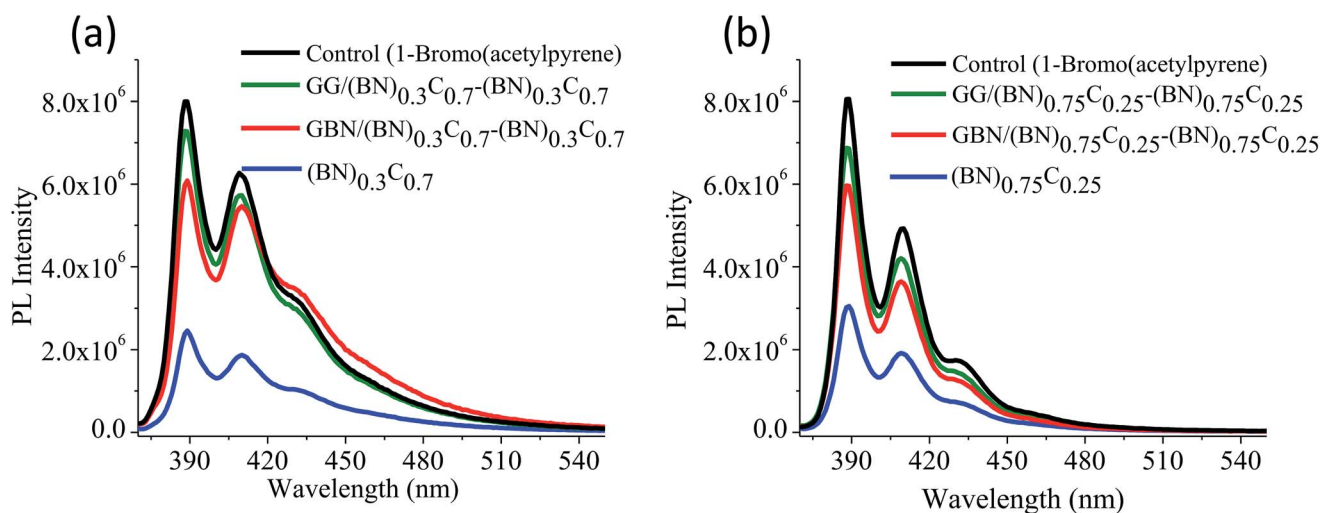 (a)
Control (1-Bromo(acetylpyrene)
GG/(BN)0.3C0.7-(BN)0.3C0.7
GBN/(BN)0.3C0.7-(BN)0.3C0.7
(BN)0.3C0.7
8.0x10^6
6.0x10^6
4.0x10^6
2.0x10^6
0.0
PL Intensity
390 420 450 480 510 540
Wavelength (nm)
(b)
Control (1-Bromo(acetylpyrene)
GG/(BN)0.75C0.25-(BN)0.75C0.25
GBN/(BN)0.75C0.25-(BN)0.75C0.25
(BN)0.75C0.25
8.0x10^6
6.0x10^6
4.0x10^6
2.0x10^6
0.0
PL Intensity
390 420 450 480 510 540
Wavelength (nm)